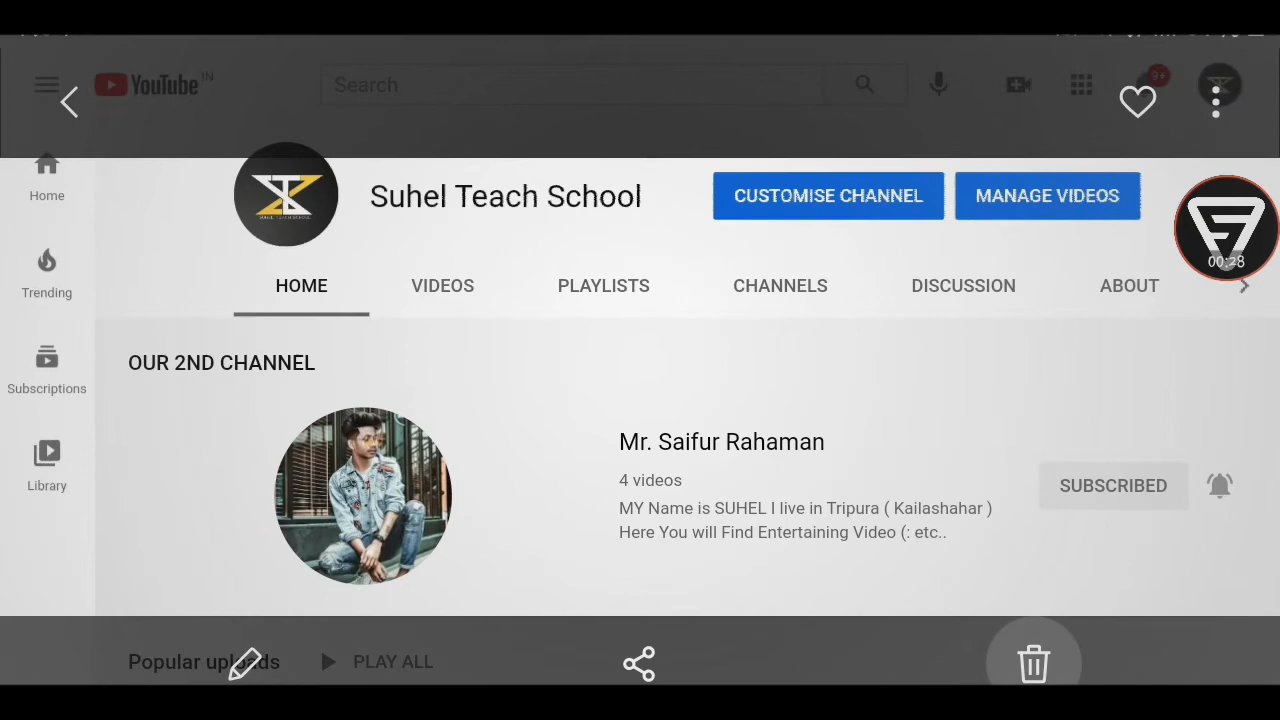 YouTube IN
Search
9+
Suhel Teach School
CUSTOMISE CHANNEL
MANAGE VIDEOS
00:28
Home
Trending
Subscriptions
Library
HOME
VIDEOS
PLAYLISTS
CHANNELS
DISCUSSION
ABOUT
OUR 2ND CHANNEL
Mr. Saifur Rahaman
4 videos
MY Name is SUHEL I live in Tripura ( Kailashahar )
Here You will Find Entertaining Video (: etc..
SUBSCRIBED
Popular uploads
PLAY ALL